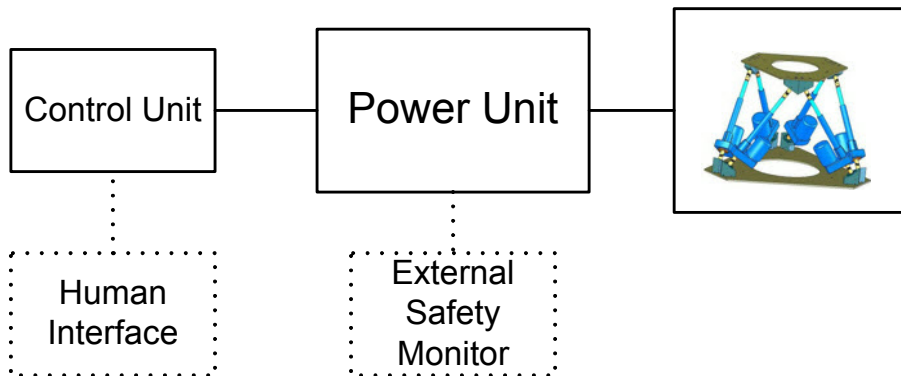 Control Unit
Power Unit
Human
Interface
External
Safety
Monitor